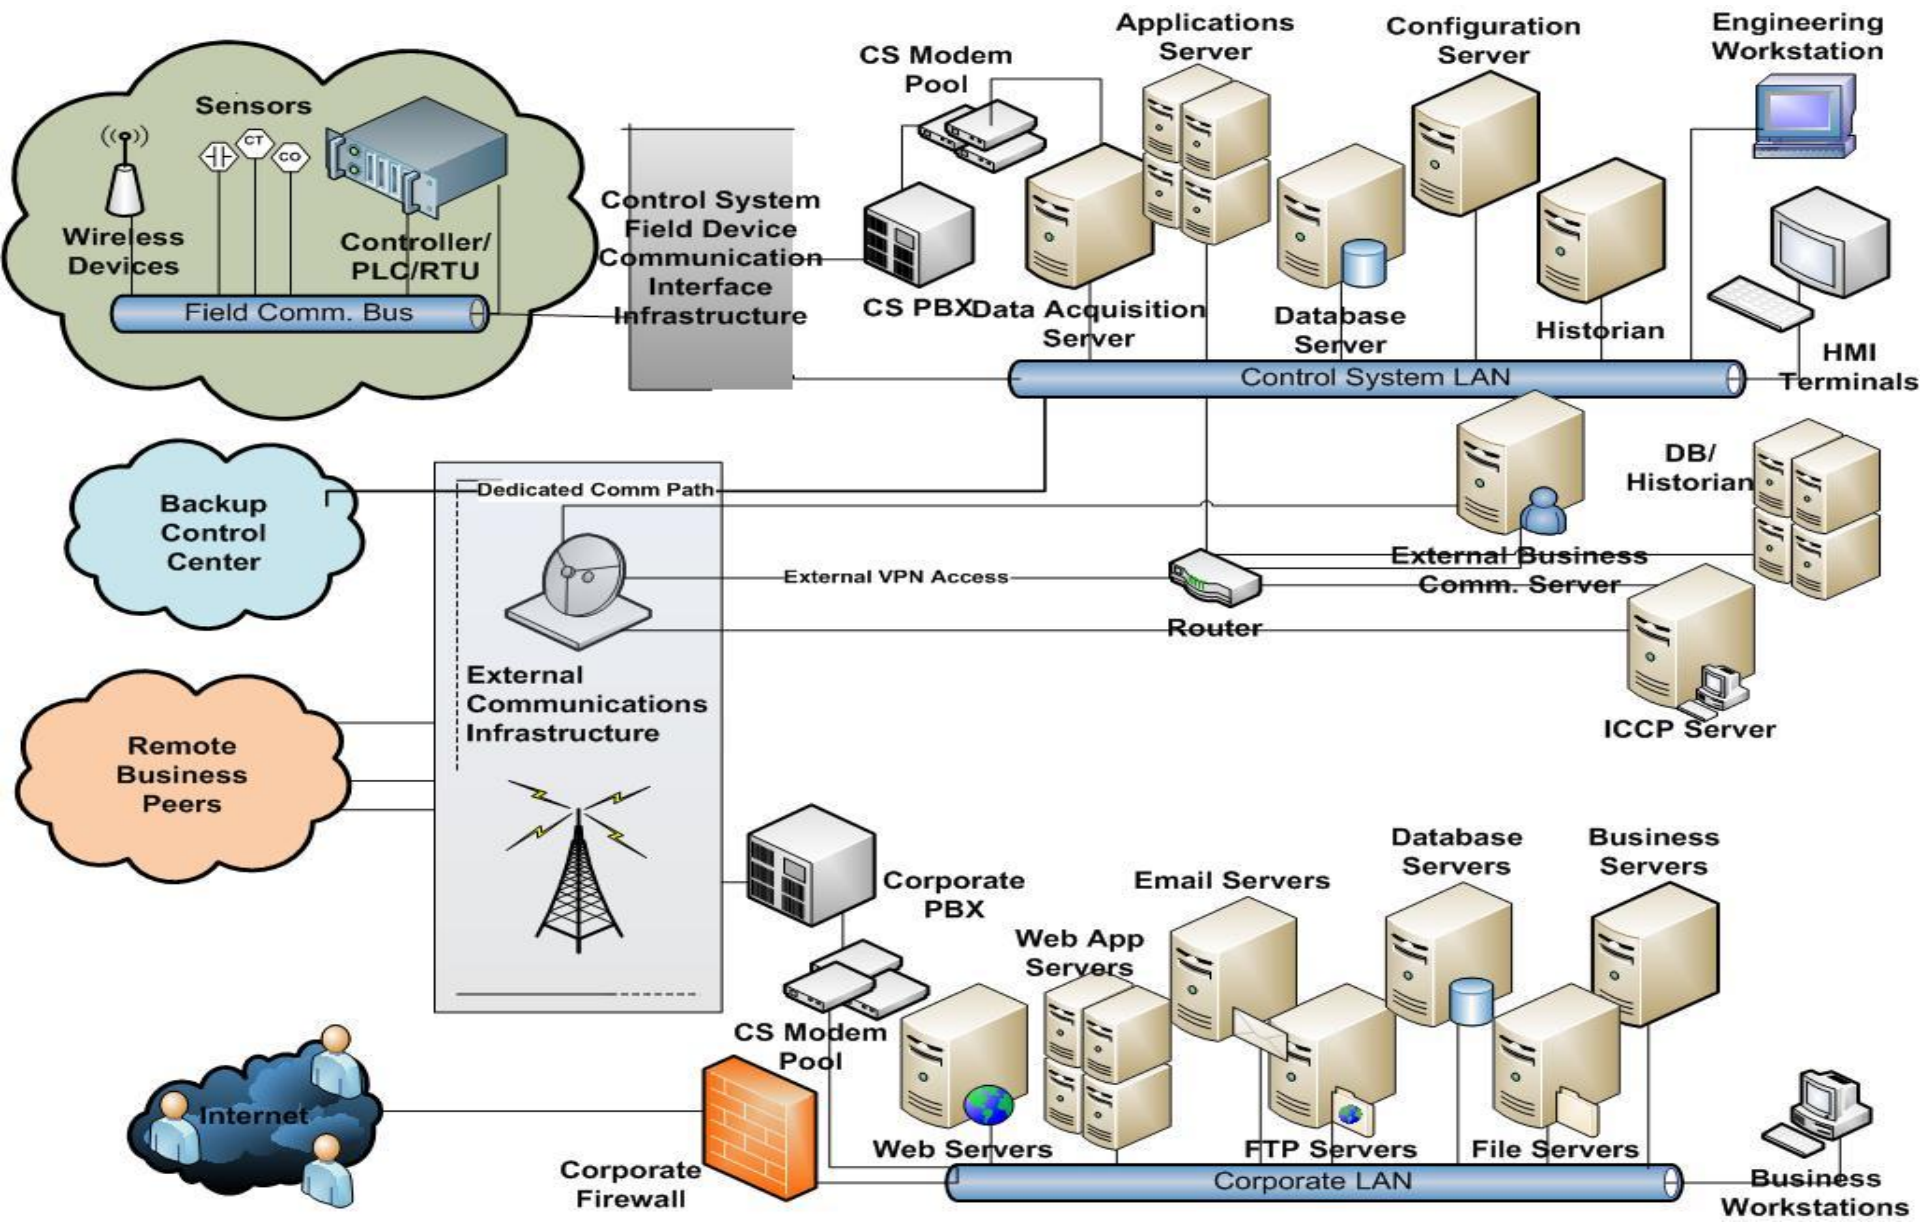 Applications
Server
Configuration
Server
Engineering
Workstation
CS Modem
Pool
Sensors
CT
CO
Wireless
Devices
Controller/
PLC/RTU
Field Comm. Bus
Control System
Field Device
Communication
Interface
Infrastructure
CS PBX
Data Acquisition
Server
Database
Server
Historian
HMI
Terminals
Control System LAN
DB/
Historian
Backup
Control
Center
Dedicated Comm Path
External Business
Comm. Server
External VPN Access
Router
ICCP Server
External
Communications
Infrastructure
Remote
Business
Peers
Corporate
PBX
Email Servers
Database
Servers
Business
Servers
Web App
Servers
CS Modem
Pool
Internet
Corporate
Firewall
Web Servers
FTP Servers
File Servers
Corporate LAN
Business
Workstations